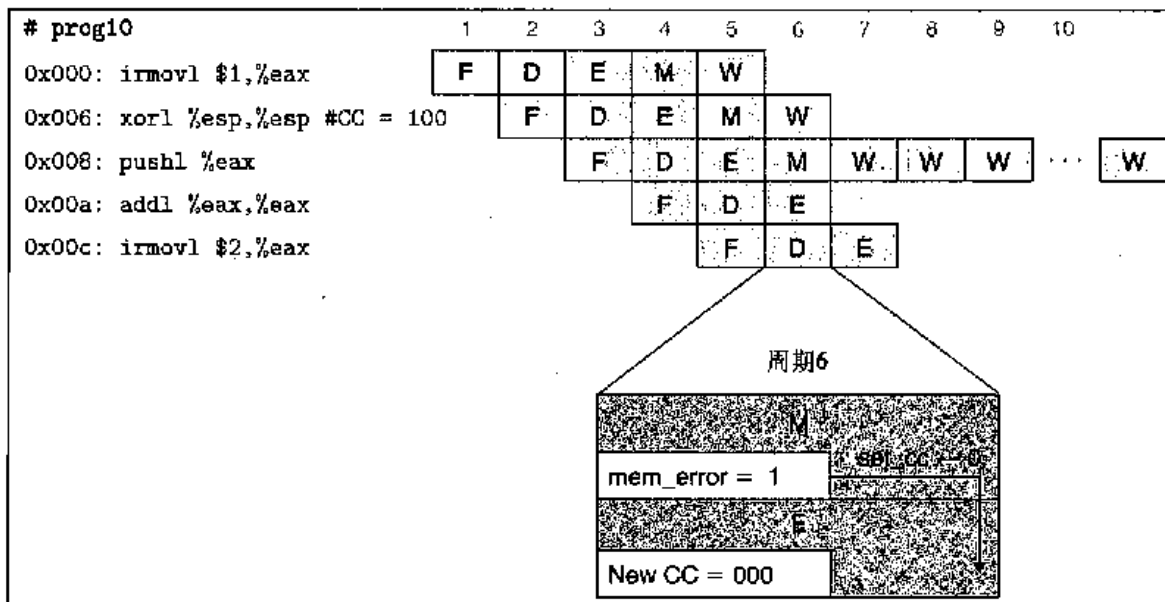 # prog10 1 2 3 4 5 6 7 8 9 10
0x000: irmovl $1,%eax F D E M W
0x006: xorl %esp,%esp #CC = 100 F D E M W
0x008: pushl %eax F D E M W W W ... W
0x00a: addl %eax,%eax F D E
0x00c: irmovl $2,%eax F D E
周期6
M
set_cc ← 0
mem_error = 1
E
New CC = 000